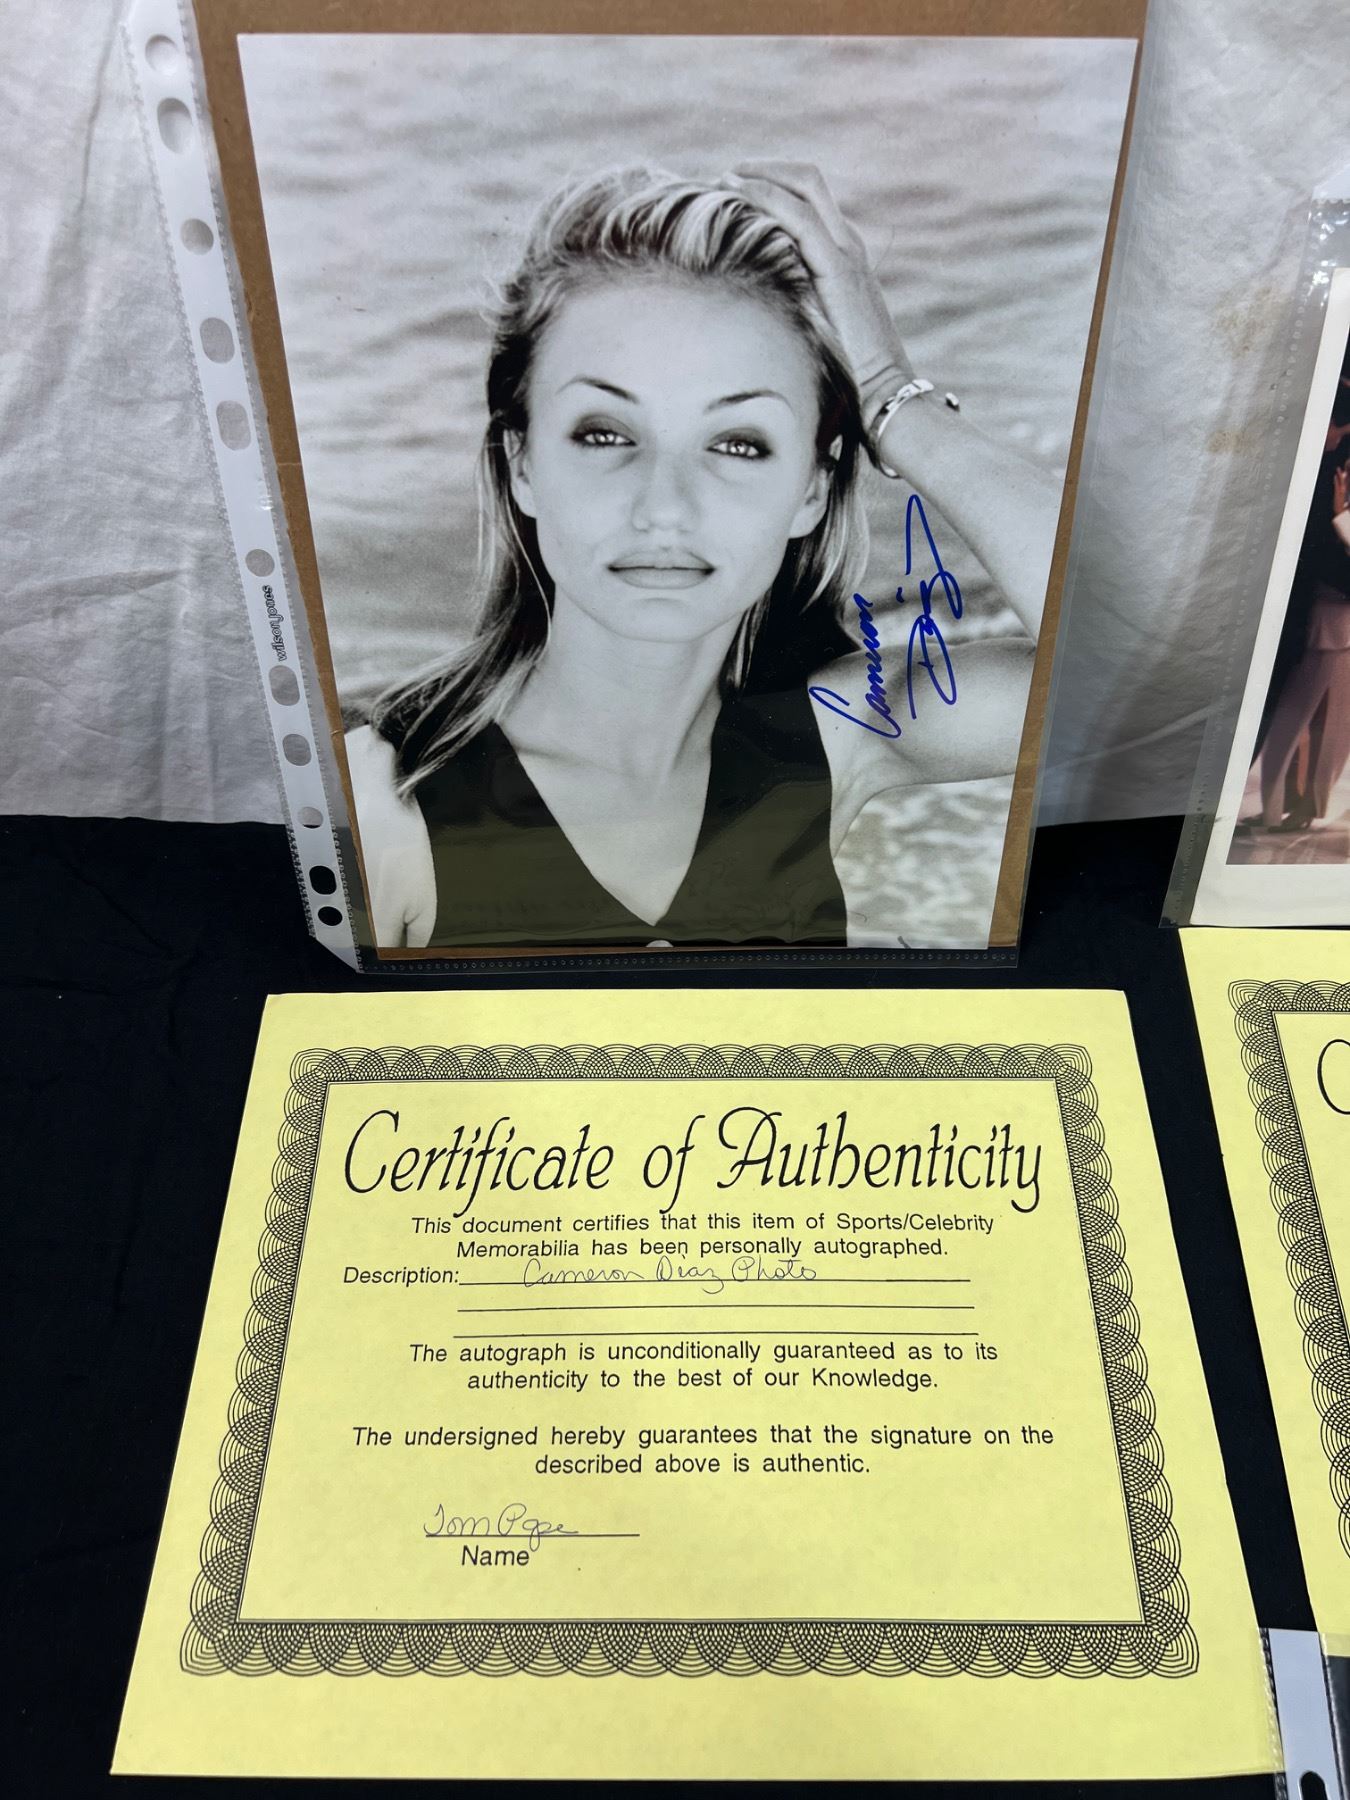 wilson jones
Cameron
Diaz
Certificate of Authenticity
This document certifies that this item of Sports/Celebrity
Memorabilia has been personally autographed.
Description: Cameron Diaz Photo
The autograph is unconditionally guaranteed as to its
authenticity to the best of our Knowledge.
The undersigned hereby guarantees that the signature on the
described above is authentic.
Tom Pope
Name
C